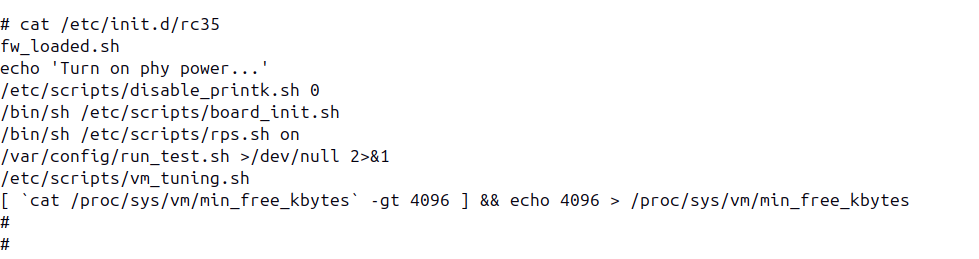 # cat /etc/init.d/rc35
fw_loaded.sh
echo 'Turn on phy power...'
/etc/scripts/disable_printk.sh 0
/bin/sh /etc/scripts/board_init.sh
/bin/sh /etc/scripts/rps.sh on
/var/config/run_test.sh >/dev/null 2>&1
/etc/scripts/vm_tuning.sh
[ `cat /proc/sys/vm/min_free_kbytes` -gt 4096 ] && echo 4096 > /proc/sys/vm/min_free_kbytes
#
#